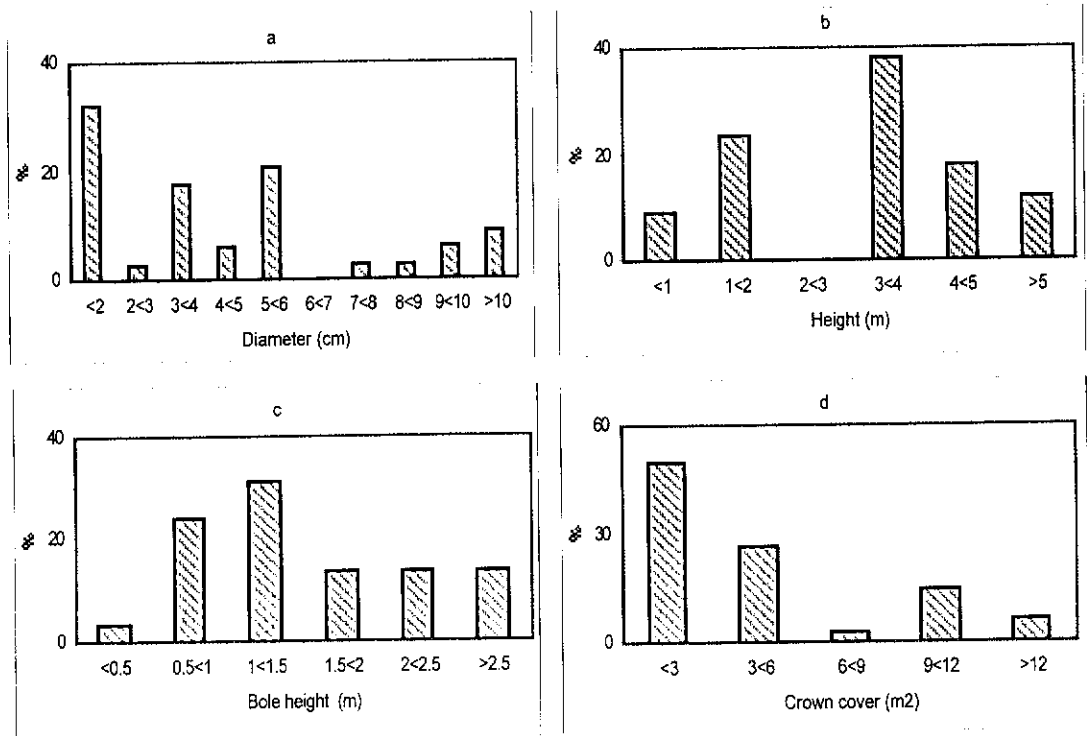 a
40
20
0
%
<2 2<3 3<4 4<5 5<6 6<7 7<8 8<9 9<10 >10
Diameter (cm)
b
40
20
0
%
<1 1<2 2<3 3<4 4<5 >5
Height (m)
c
40
20
0
%
<0.5 0.5<1 1<1.5 1.5<2 2<2.5 >2.5
Bole height (m)
d
60
30
0
%
<3 3<6 6<9 9<12 >12
Crown cover (m2)